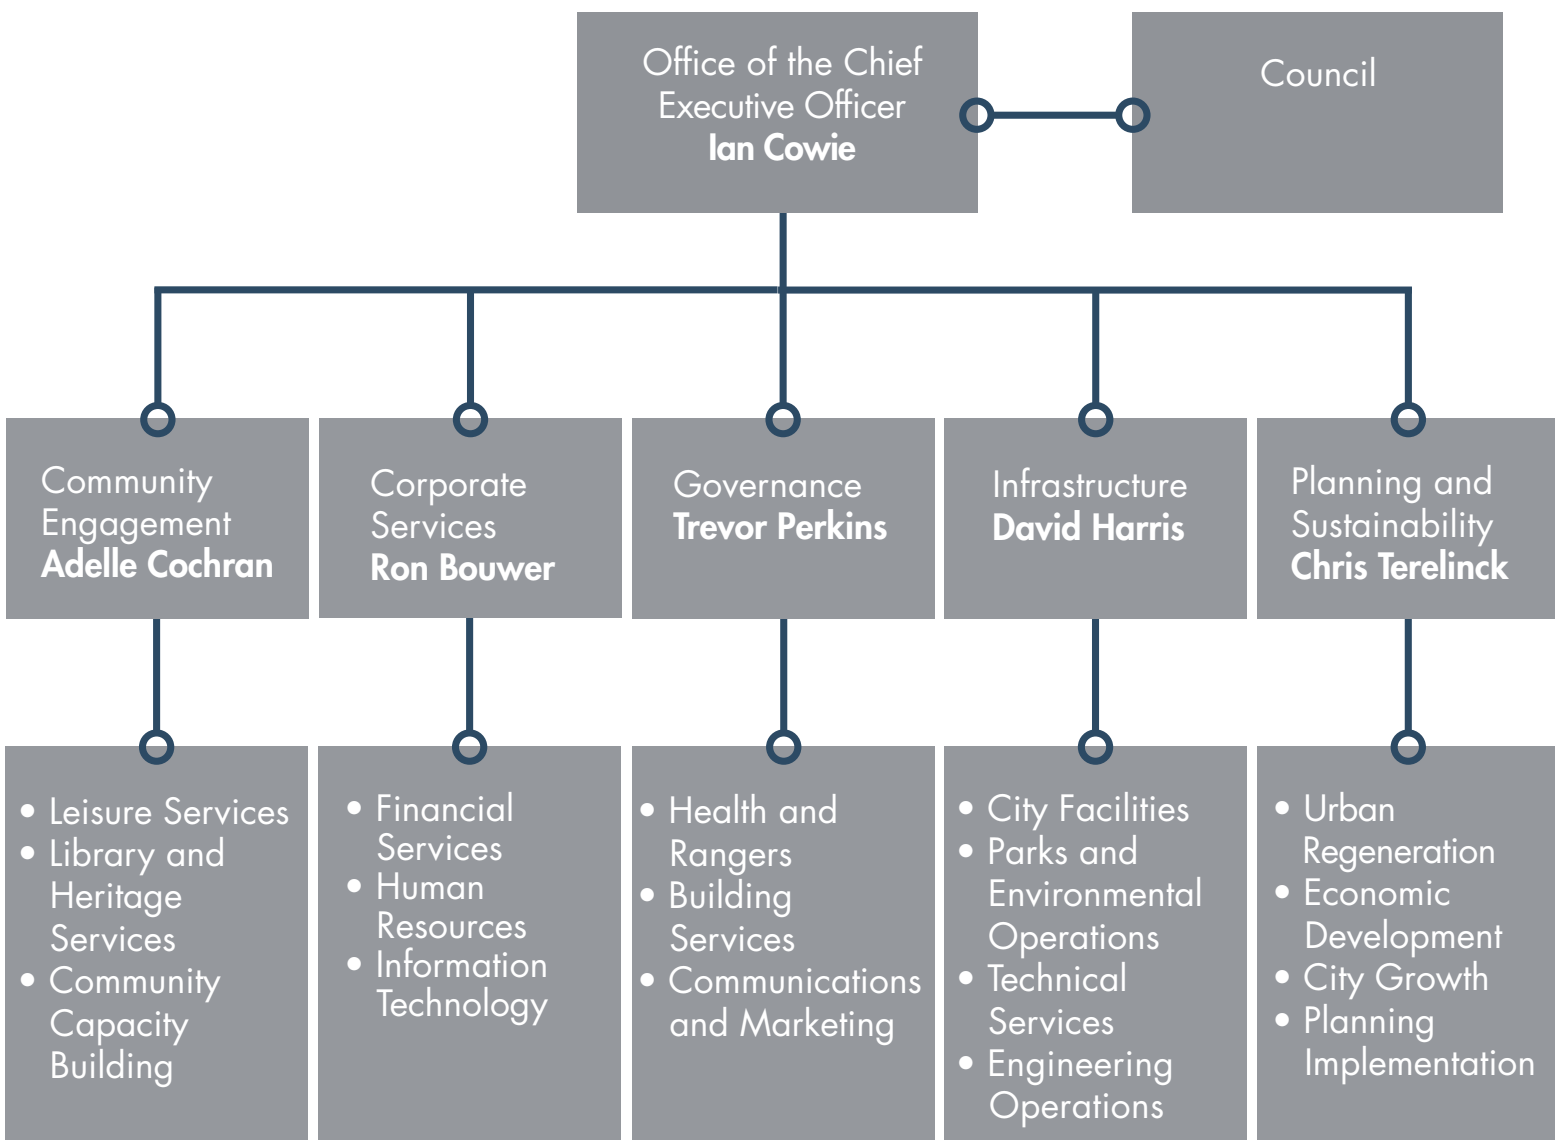 Office of the Chief
Executive Officer
Ian Cowie
Council
Community
Engagement
Adelle Cochran
Corporate
Services
Ron Bouwer
Governance
Trevor Perkins
Infrastructure
David Harris
Planning and
Sustainability
Chris Terelinck
• Leisure Services
• Library and
Heritage
Services
• Community
Capacity
Building
• Financial
Services
• Human
Resources
• Information
Technology
• Health and
Rangers
• Building
Services
• Communications
and Marketing
• City Facilities
• Parks and
Environmental
Operations
• Technical
Services
• Engineering
Operations
• Urban
Regeneration
• Economic
Development
• City Growth
• Planning
Implementation